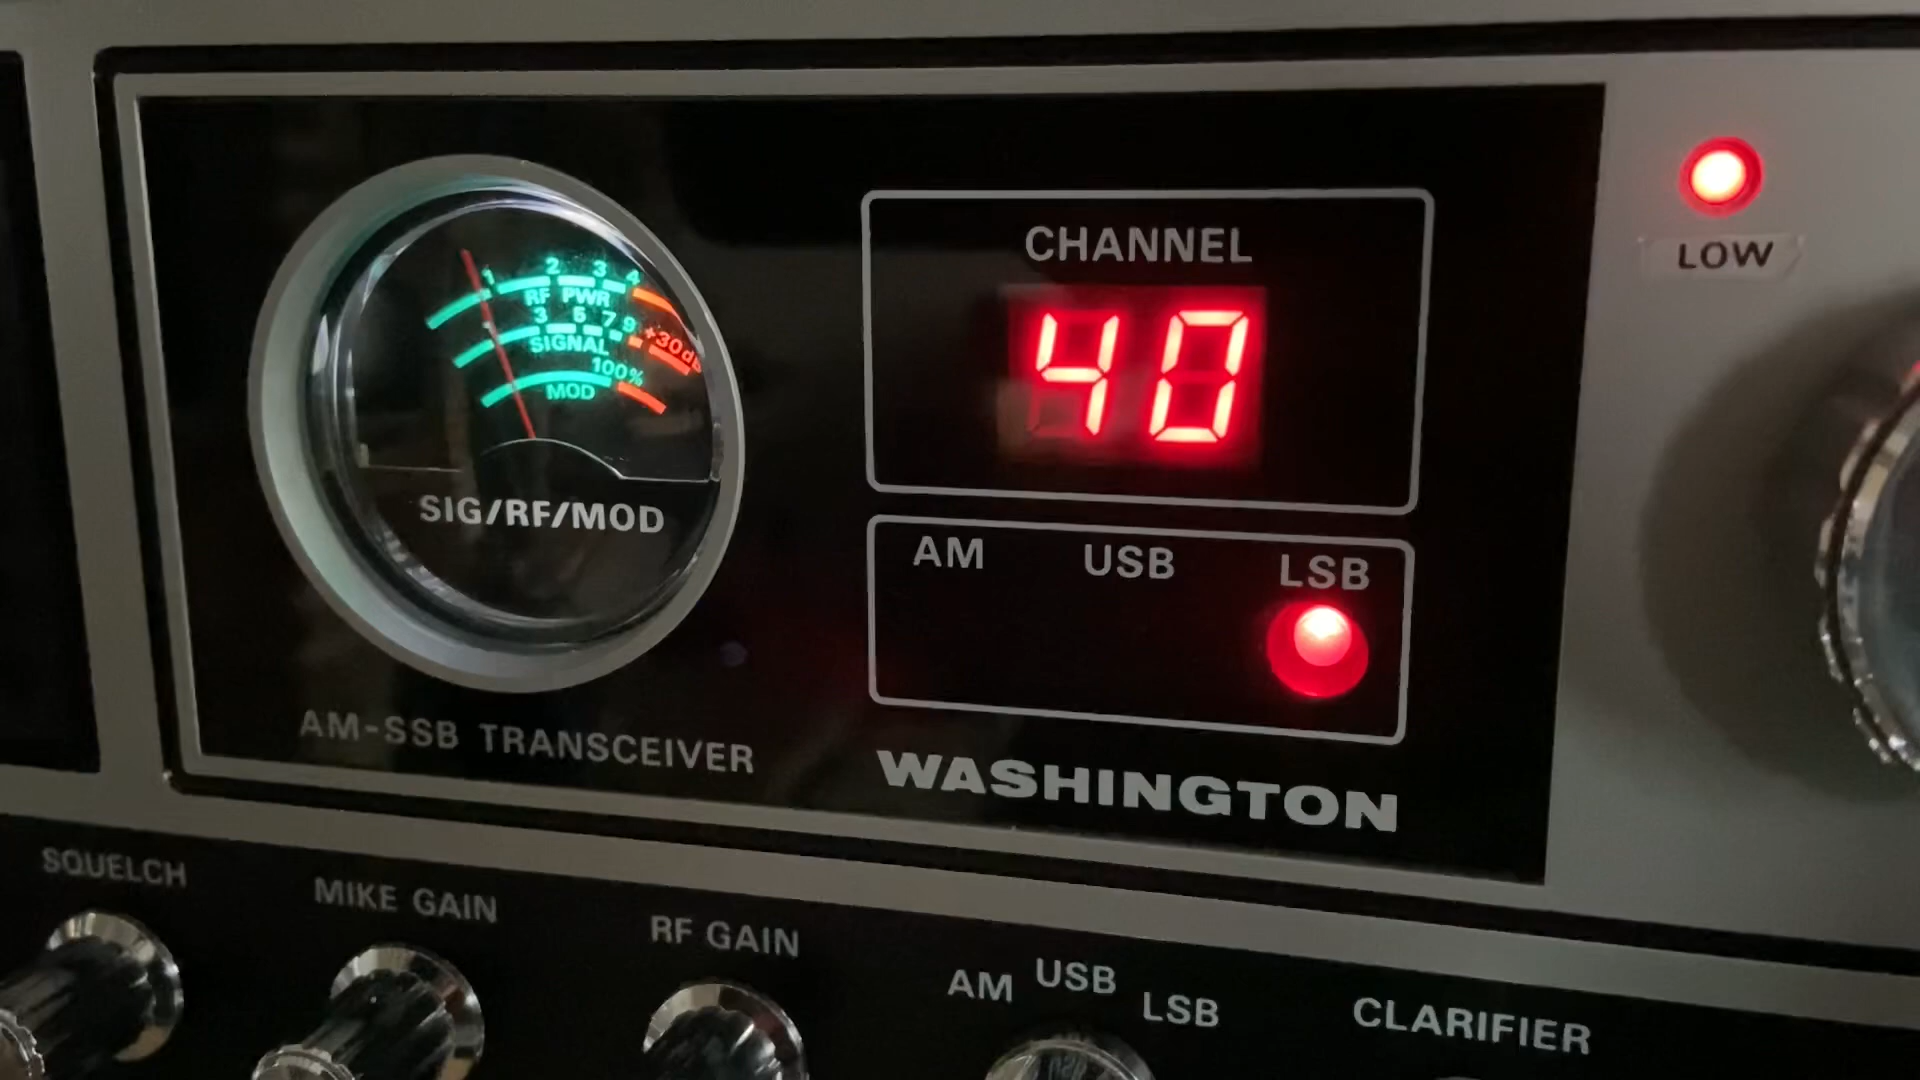 1 2 3 4
RF PWR
3 5 7 9 +30dB
SIGNAL
100%
MOD
SIG/RF/MOD
AM-SSB TRANSCEIVER
CHANNEL
40
AM USB LSB
WASHINGTON
LOW
SQUELCH
MIKE GAIN
RF GAIN
AM USB LSB
CLARIFIER